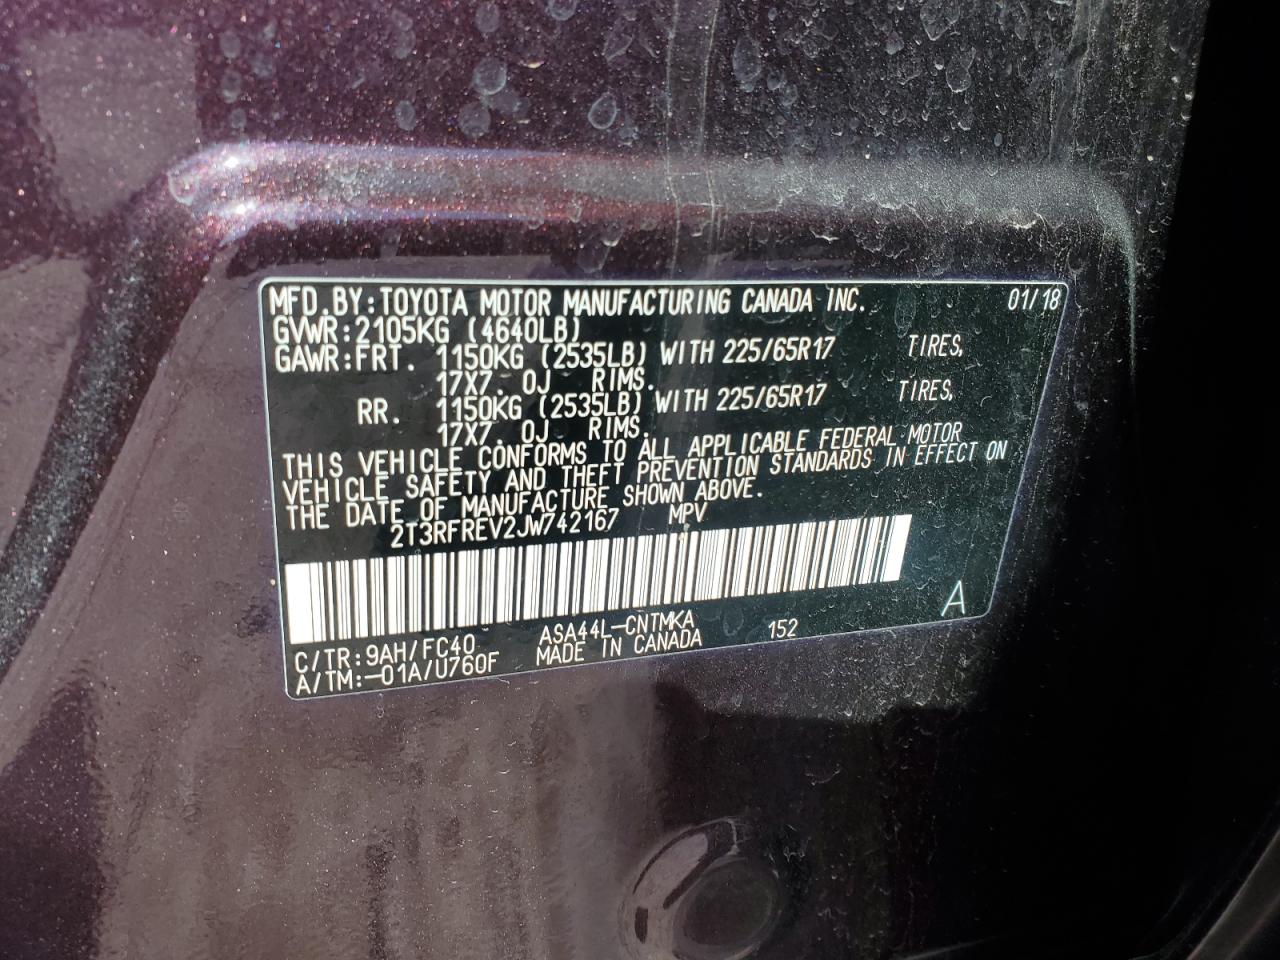 MFD.BY:TOYOTA MOTOR MANUFACTURING CANADA INC. 01/18
GVWR:2105KG (4640LB)
GAWR:FRT. 1150KG (2535LB) WITH 225/65R17 TIRES,
17X7. 0J RIMS.
RR. 1150KG (2535LB) WITH 225/65R17 TIRES,
17X7. 0J RIMS.
THIS VEHICLE CONFORMS TO ALL APPLICABLE FEDERAL MOTOR
VEHICLE SAFETY AND THEFT PREVENTION STANDARDS IN EFFECT ON
THE DATE OF MANUFACTURE SHOWN ABOVE.
2T3RFREV2JW742167 MPV
A
C/TR:9AH/FC40 ASA44L-CNTMKA 152
A/TM:-01A/U760F MADE IN CANADA